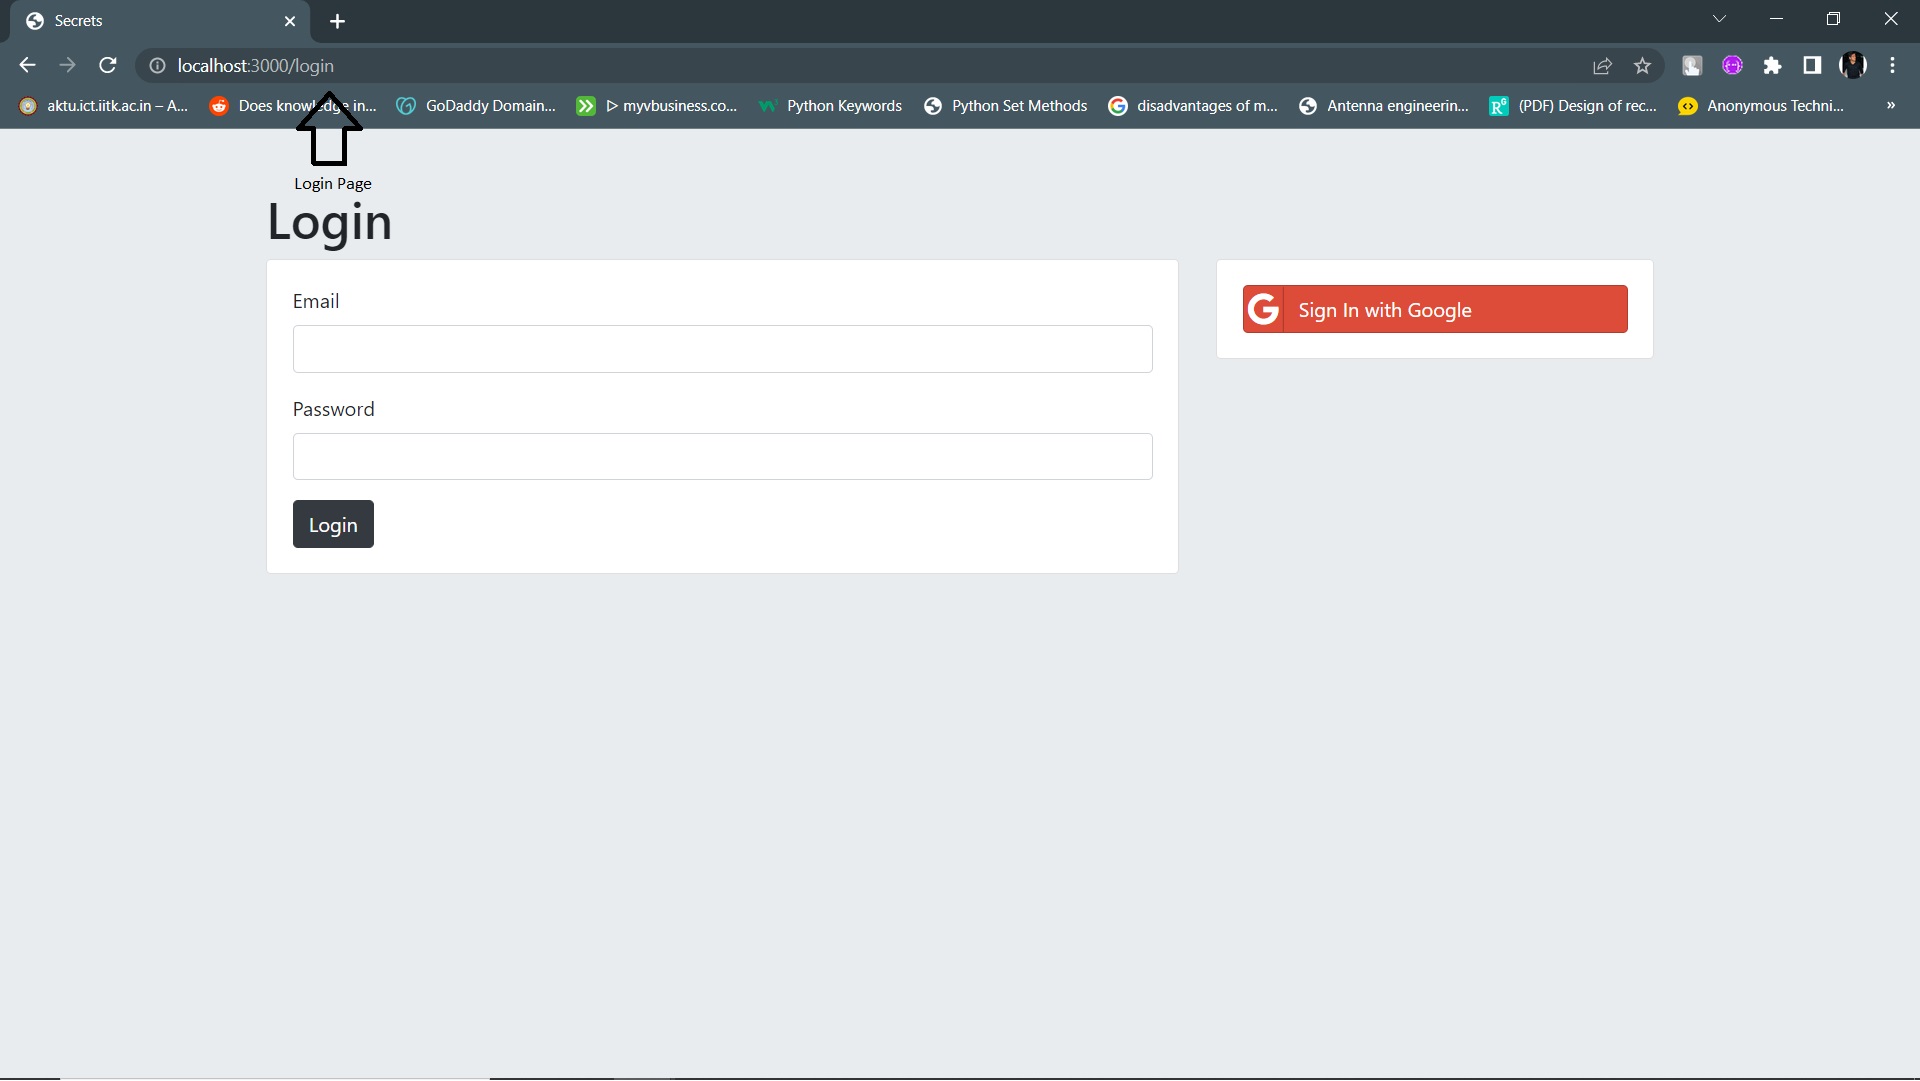 Secrets
localhost:3000/login
aktu.ict.iitk.ac.in – A...
Does knowledge in...
GoDaddy Domain...
myvbusiness.co...
Python Keywords
Python Set Methods
disadvantages of m...
Antenna engineerin...
(PDF) Design of rec...
Anonymous Techni...
»
Login Page
Login
Email
Password
Login
Sign In with Google